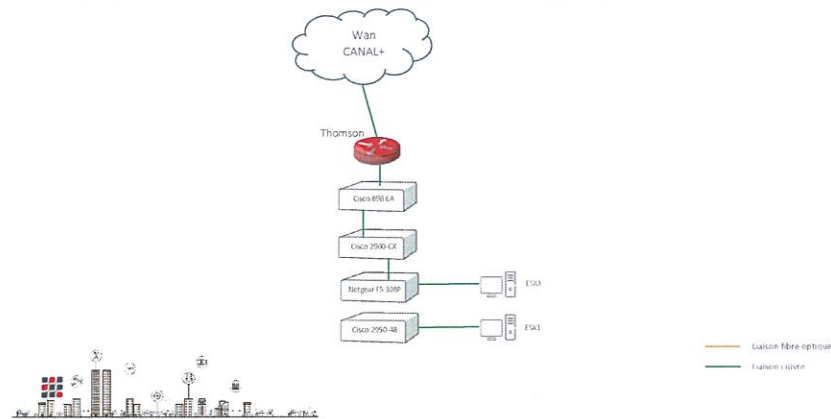 Wan
CANAL+
Thomson
Cisco 898 EA
Cisco 2960-CX
Netgear FS 108P
ESX3
Cisco 2950-48
ESX1
Liaison fibre optique
Liaison cuivre